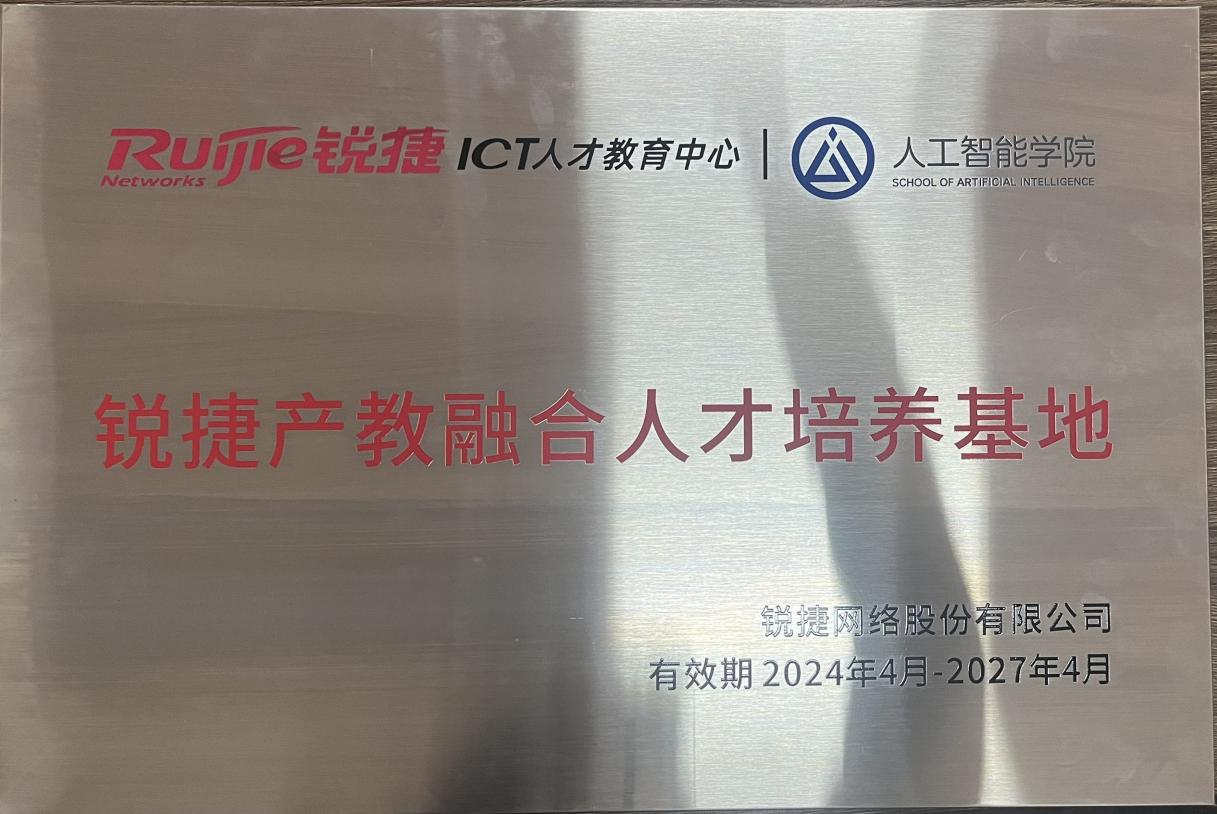 Ruijie锐捷 ICT人才教育中心 | 人工智能学院
Networks SCHOOL OF ARTIFICIAL INTELLIGENCE
锐捷产教融合人才培养基地
锐捷网络股份有限公司
有效期 2024年4月-2027年4月